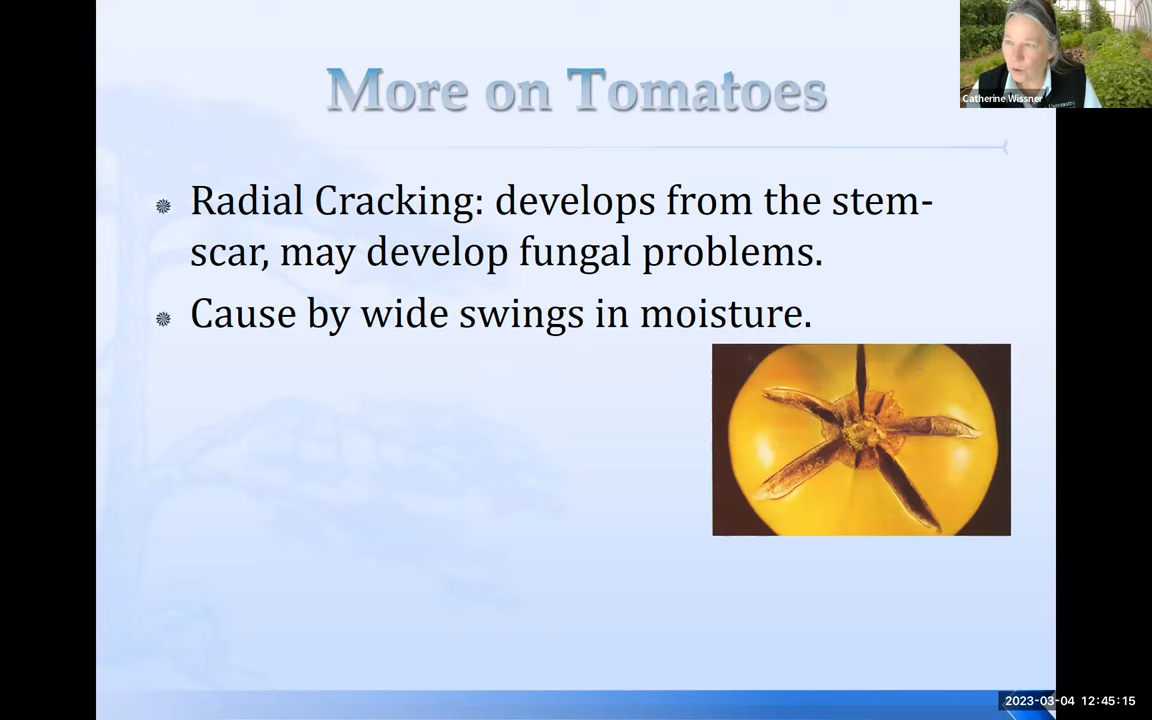 More on Tomatoes
Catherine Wissner
University
Radial Cracking: develops from the stem-
scar, may develop fungal problems.
Cause by wide swings in moisture.
2023-03-04 12:45:15